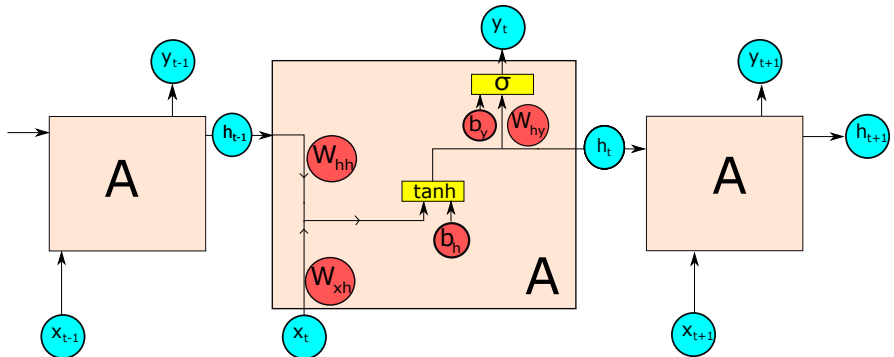 y_t-1
h_t-1
A
x_t-1
y_t
σ
b_y
W_hy
W_hh
tanh
b_h
W_xh
A
x_t
h_t
y_t+1
A
h_t+1
x_t+1